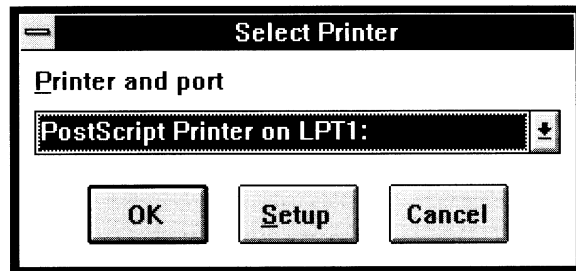 Select Printer
Printer and port
PostScript Printer on LPT1:
OK Setup Cancel